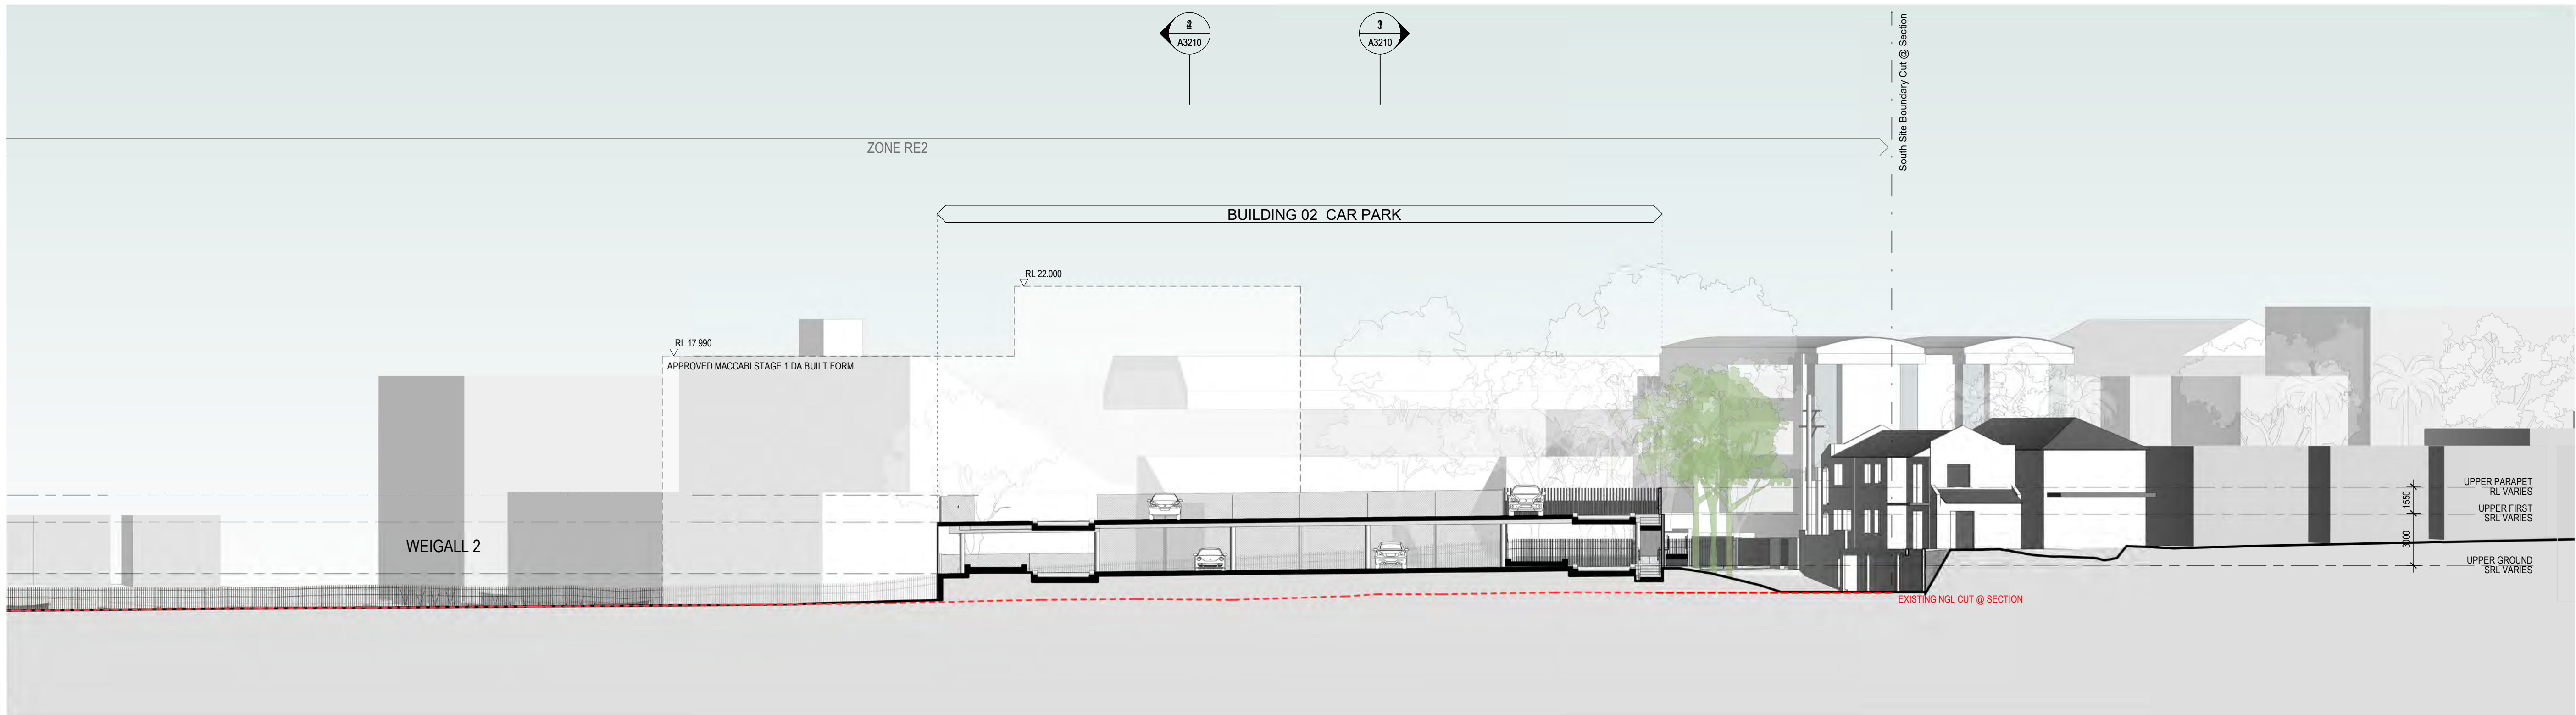 A3210
3
A3210
South Site Boundary Cut @ Section
ZONE RE2
BUILDING 02 CAR PARK
RL 22.000
RL 17.990
APPROVED MACCABI STAGE 1 DA BUILT FORM
WEIGALL 2
UPPER PARAPET
RL VARIES
1550
UPPER FIRST
SRL VARIES
3000
UPPER GROUND
SRL VARIES
EXISTING NGL CUT @ SECTION